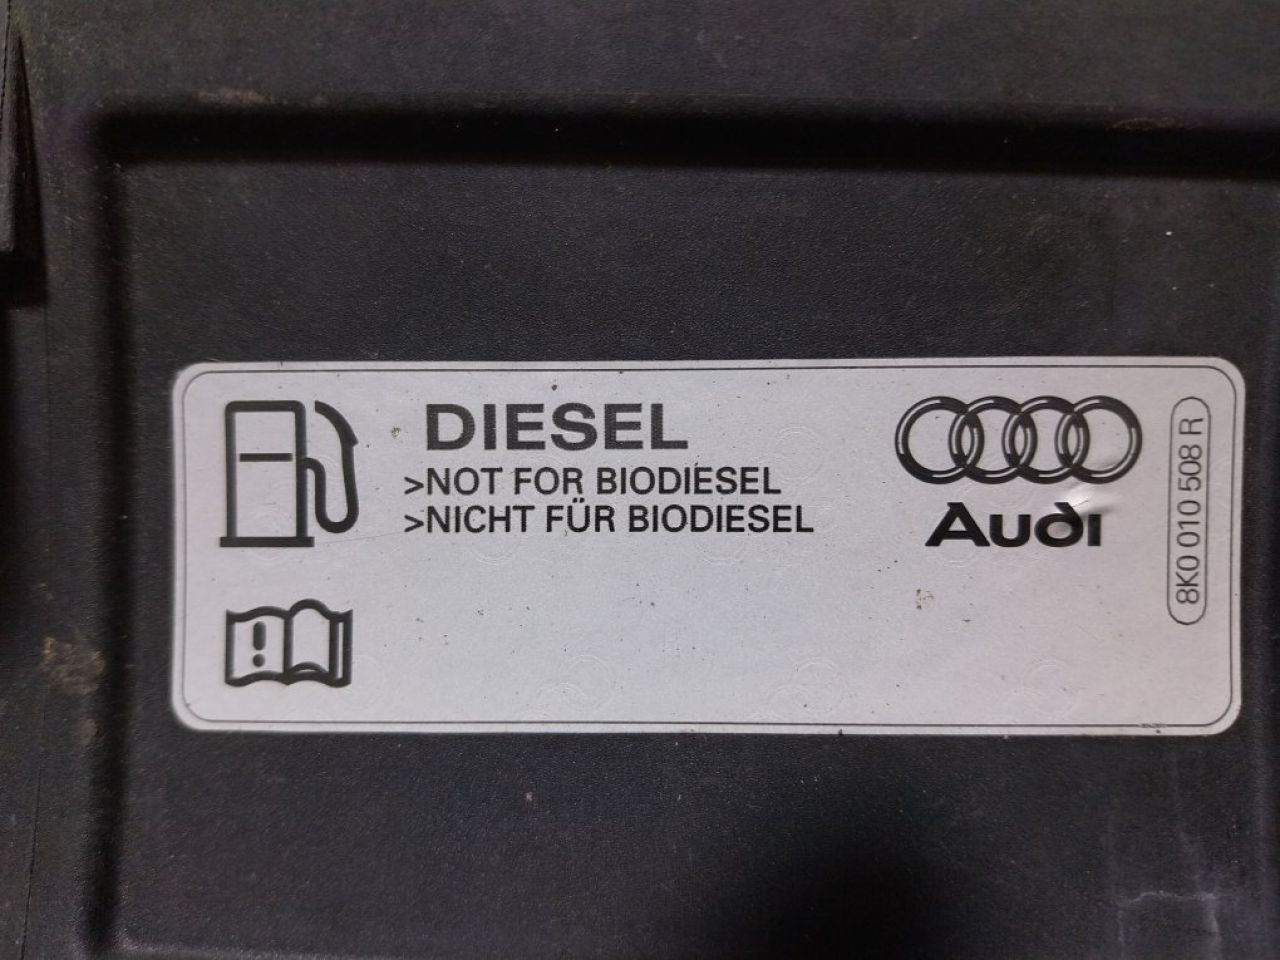 DIESEL
>NOT FOR BIODIESEL
>NICHT FÜR BIODIESEL
Audi
8K0 010 508 R